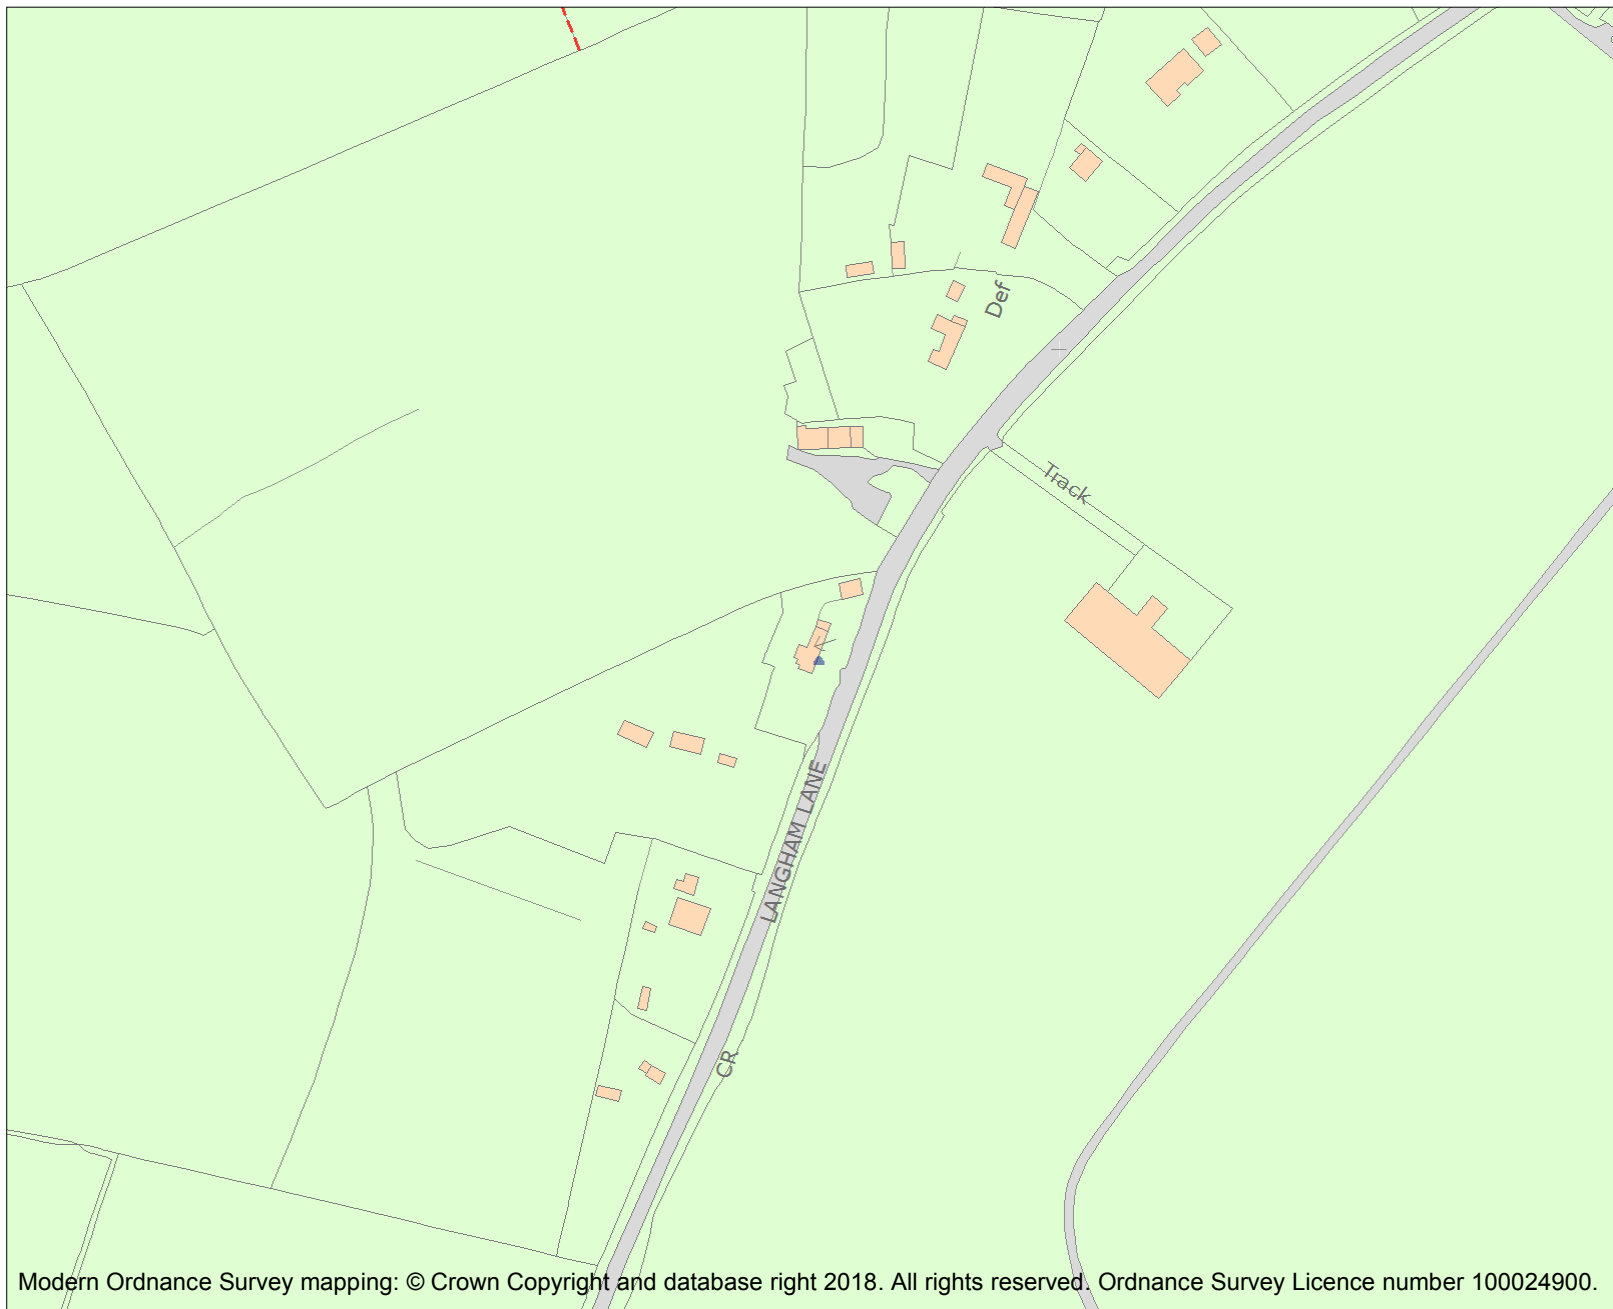 Def
Track
LANGHAM LANE
CR
Modern Ordnance Survey mapping: © Crown Copyright and database right 2018. All rights reserved. Ordnance Survey Licence number 100024900.